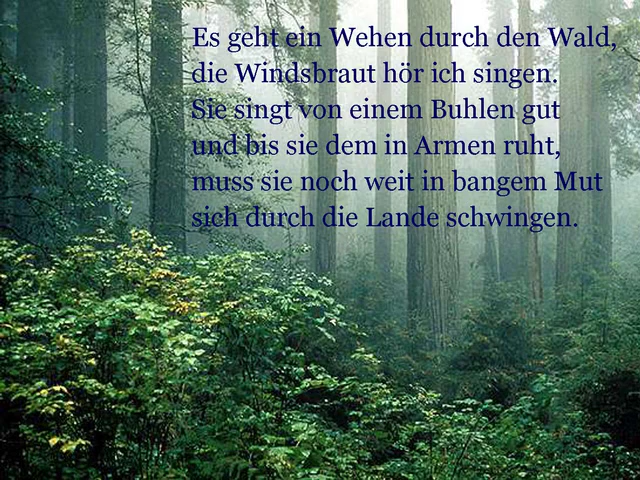 Es geht ein Wehen durch den Wald,
die Windsbraut hör ich singen.
Sie singt von einem Buhlen gut
und bis sie dem in Armen ruht,
muss sie noch weit in bangem Mut
sich durch die Lande schwingen.